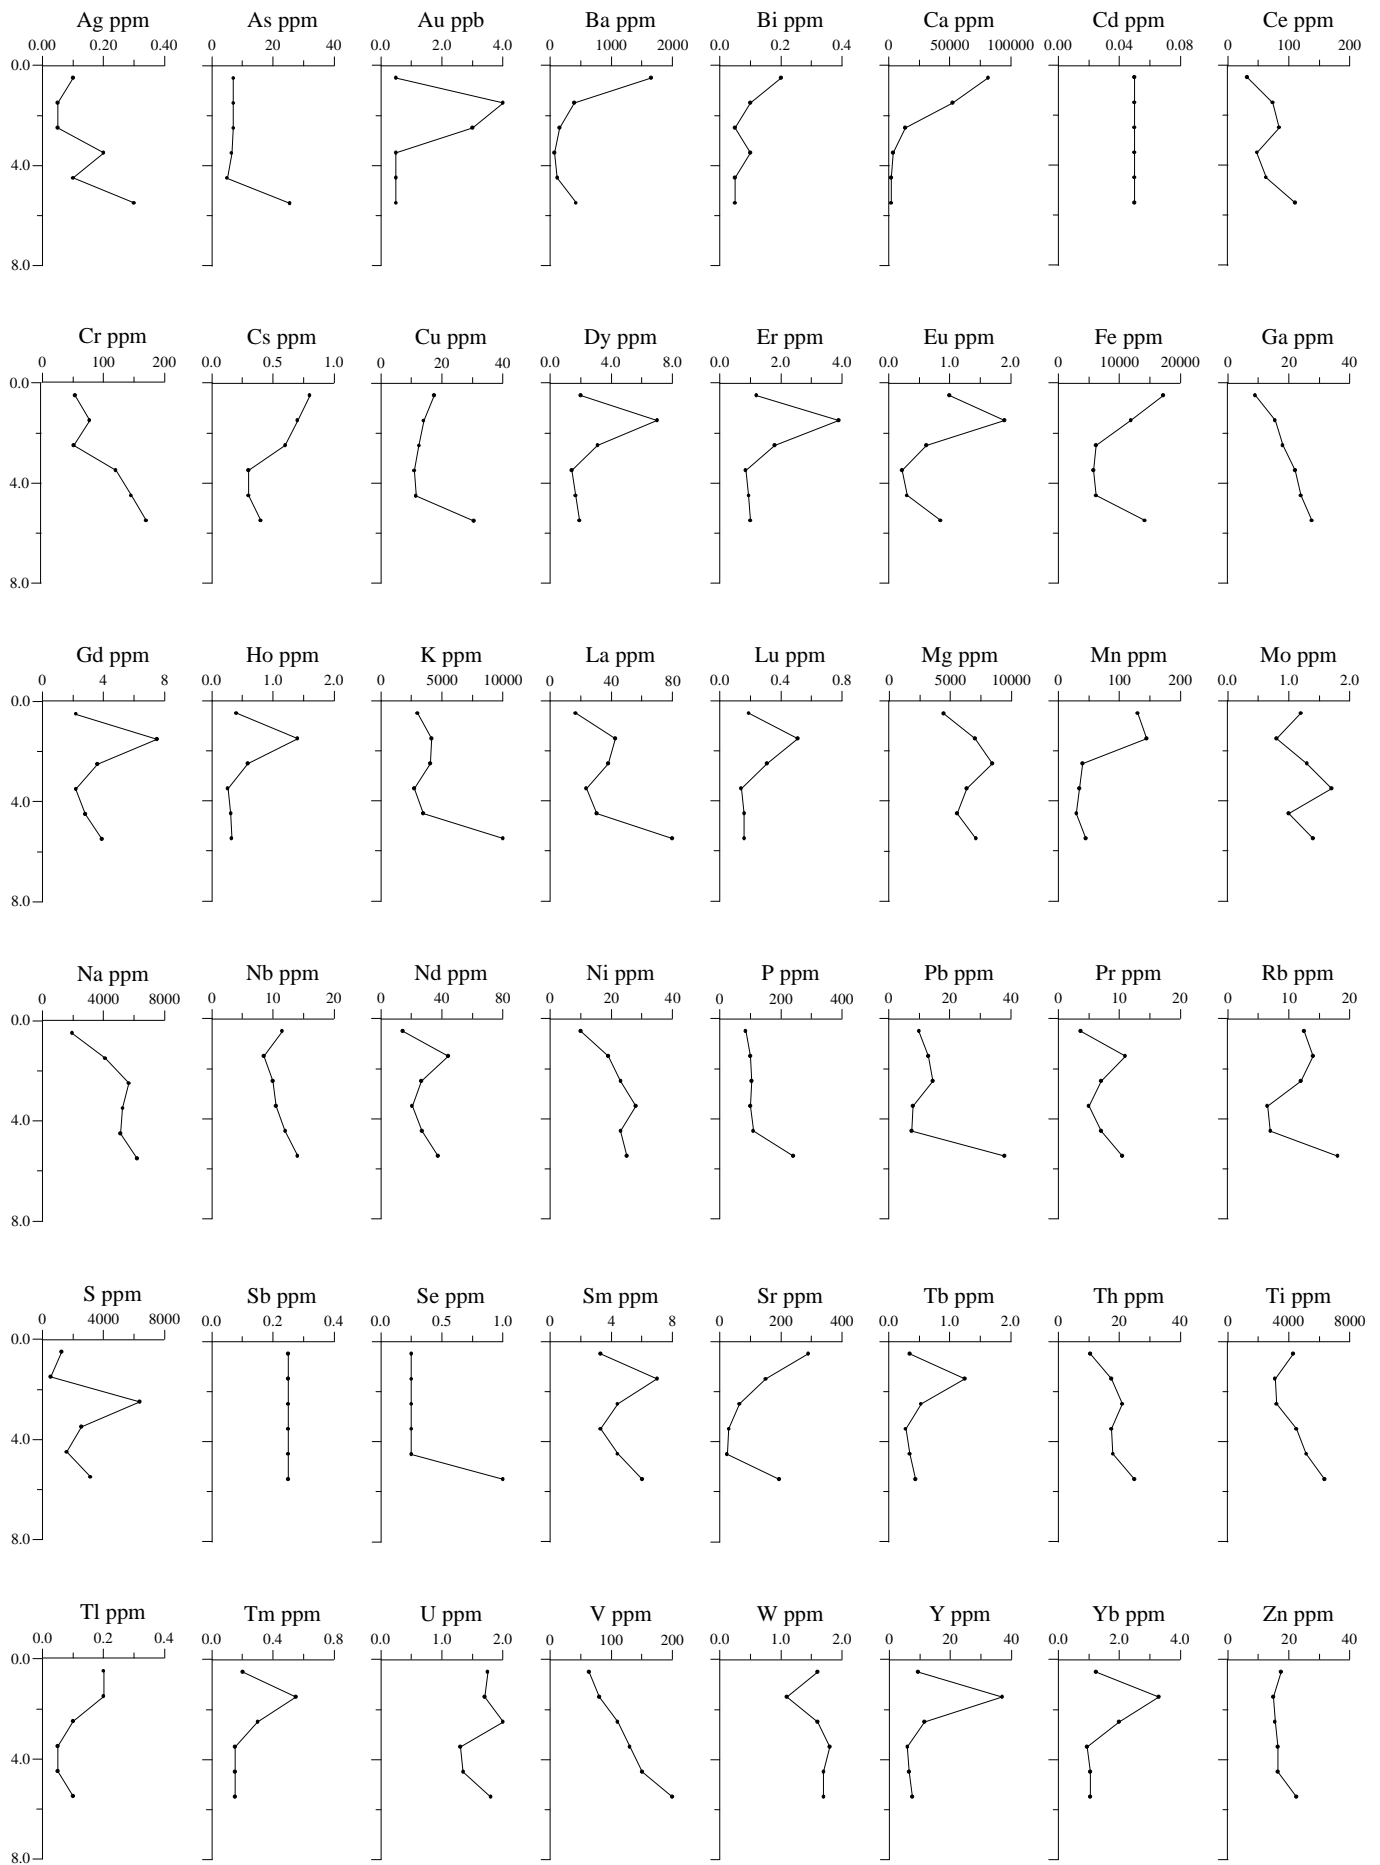 Ag ppm As ppm Au ppb Ba ppm Bi ppm Ca ppm Cd ppm Ce ppm
0.00 0.20 0.40 0 20 40 0.0 2.0 4.0 0 1000 2000 0.0 0.2 0.4 0 50000 100000 0.00 0.04 0.08 0 100 200
0.0
4.0
8.0
Cr ppm Cs ppm Cu ppm Dy ppm Er ppm Eu ppm Fe ppm Ga ppm
0 100 200 0.0 0.5 1.0 0 20 40 0.0 4.0 8.0 0.0 2.0 4.0 0.0 1.0 2.0 0 10000 20000 0 20 40
0.0
4.0
8.0
Gd ppm Ho ppm K ppm La ppm Lu ppm Mg ppm Mn ppm Mo ppm
0 4 8 0.0 1.0 2.0 0 5000 10000 0 40 80 0.0 0.4 0.8 0 5000 10000 0 100 200 0.0 1.0 2.0
0.0
4.0
8.0
Na ppm Nb ppm Nd ppm Ni ppm P ppm Pb ppm Pr ppm Rb ppm
0 4000 8000 0 10 20 0 40 80 0 20 40 0 200 400 0 20 40 0 10 20 0 10 20
0.0
4.0
8.0
S ppm Sb ppm Se ppm Sm ppm Sr ppm Tb ppm Th ppm Ti ppm
0 4000 8000 0.0 0.2 0.4 0.0 0.5 1.0 0 4 8 0 200 400 0.0 1.0 2.0 0 20 40 0 4000 8000
0.0
4.0
8.0
Tl ppm Tm ppm U ppm V ppm W ppm Y ppm Yb ppm Zn ppm
0.0 0.2 0.4 0.0 0.4 0.8 0.0 1.0 2.0 0 100 200 0.0 1.0 2.0 0 20 40 0.0 2.0 4.0 0 20 40
0.0
4.0
8.0